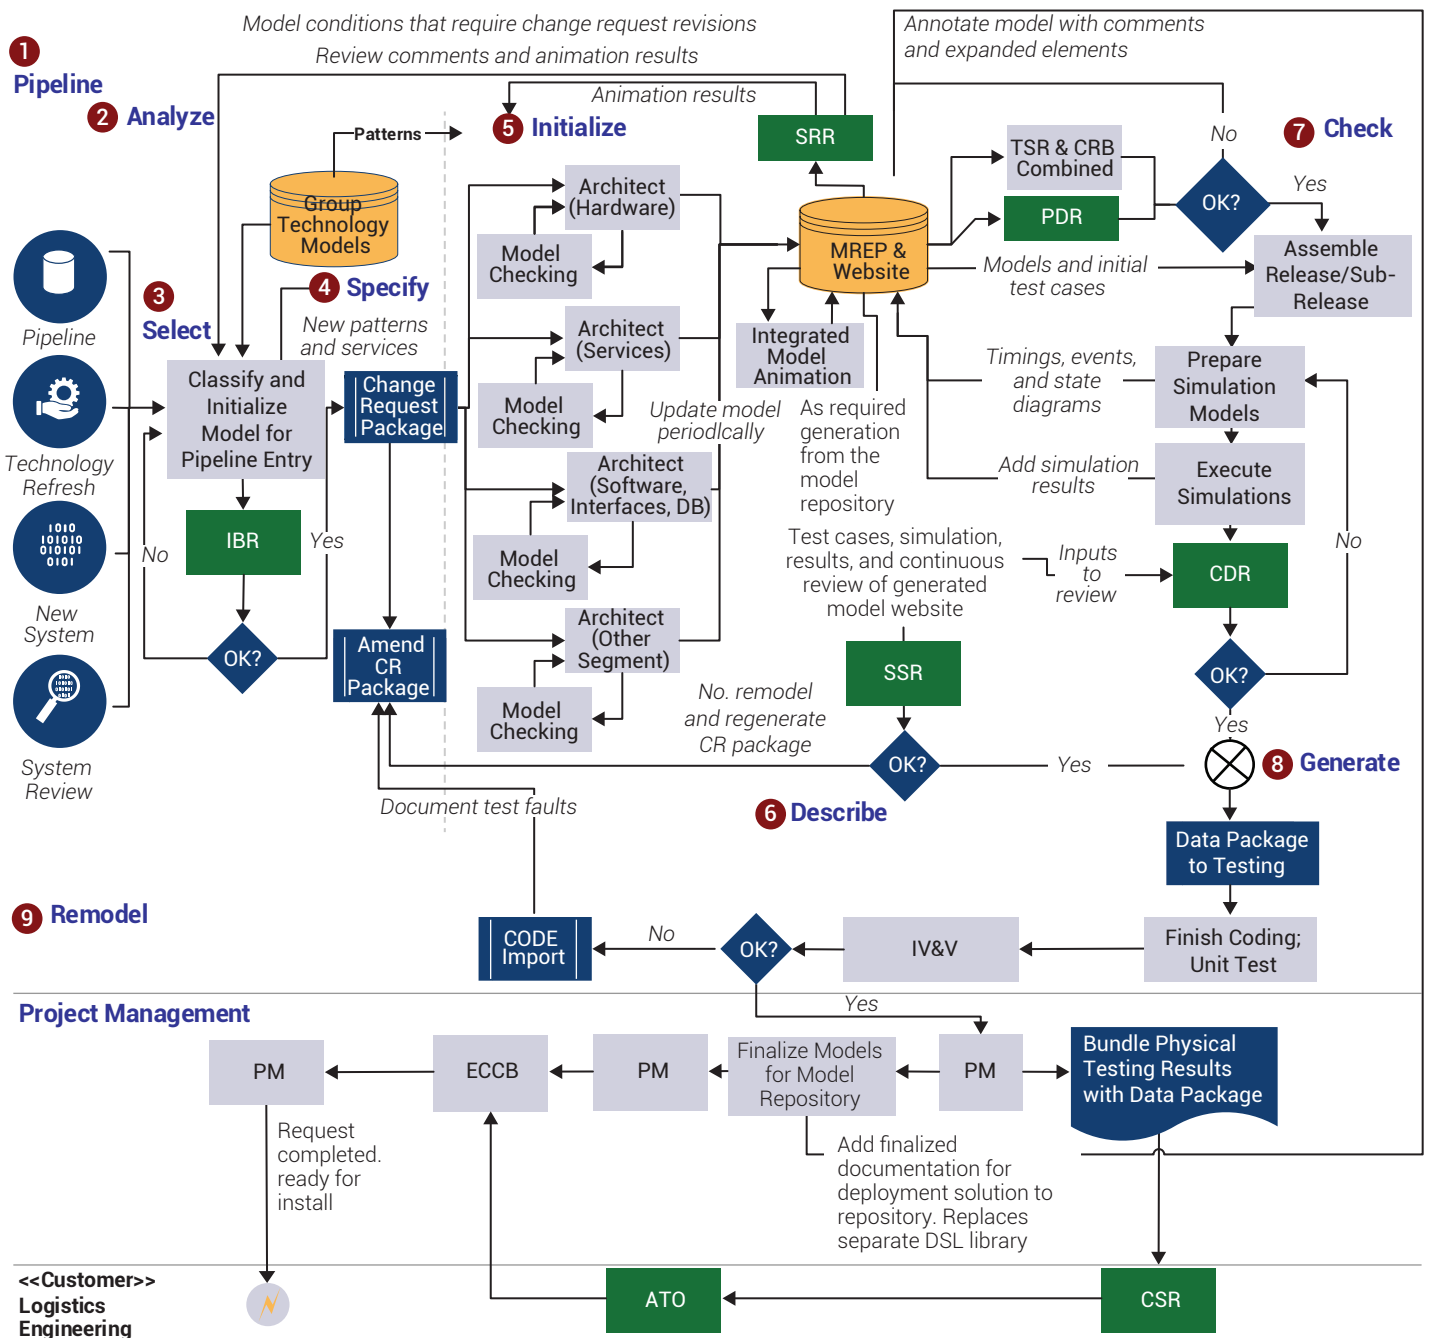 Model conditions that require change request revisions
Review comments and animation results
Animation results
Annotate model with comments
and expanded elements
1
Pipeline
2 Analyze
Patterns
5 Initialize
SRR
No
7 Check
TSR & CRB
Combined
PDR
OK?
Yes
Group
Technology
Models
Architect
(Hardware)
Model
Checking
MREP &
Website
Models and initial
test cases
Assemble
Release/Sub-
Release
Pipeline
3
Select
4 Specify
New patterns
and services
Classify and
Initialize
Model for
Pipeline Entry
Change
Request
Package
Architect
(Services)
Model
Checking
Update model
periodically
Integrated
Model
Animation
As required
generation
from the
model
repository
Timings, events,
and state
diagrams
Prepare
Simulation
Models
Technology
Refresh
Add simulation
results
Execute
Simulations
Architect
(Software,
Interfaces, DB)
Model
Checking
1010
101010
010101
0101
No
IBR
Yes
Test cases, simulation,
results, and continuous
review of generated
model website
Inputs
to
review
CDR
No
New
System
OK?
Amend
CR
Package
Architect
(Other
Segment)
Model
Checking
SSR
OK?
No. remodel
and regenerate
CR package
Yes
System
Review
OK?
Yes
8 Generate
Document test faults
6 Describe
Data Package
to Testing
9 Remodel
CODE
Import
No
OK?
IV&V
Finish Coding;
Unit Test
Yes
Project Management
PM
ECCB
PM
Finalize Models
for Model
Repository
PM
Bundle Physical
Testing Results
with Data Package
Request
completed.
ready for
install
Add finalized
documentation for
deployment solution to
repository. Replaces
separate DSL library
<<Customer>>
Logistics
Engineering
ATO
CSR